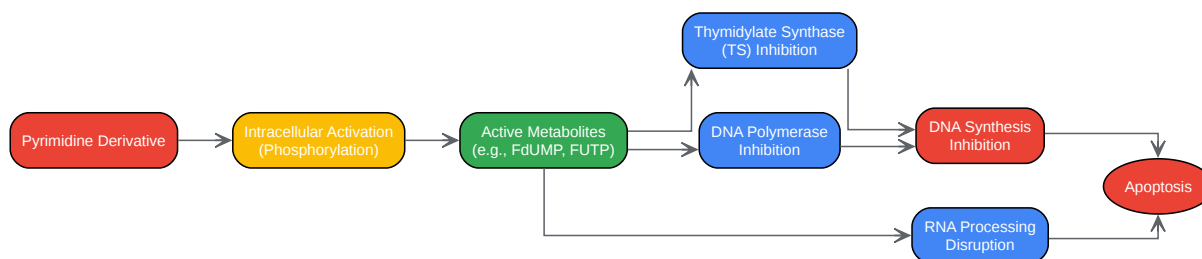 Pyrimidine Derivative
Intracellular Activation
(Phosphorylation)
Active Metabolites
(e.g., FdUMP, FUTP)
Thymidylate Synthase
(TS) Inhibition
DNA Polymerase
Inhibition
DNA Synthesis
Inhibition
RNA Processing
Disruption
Apoptosis